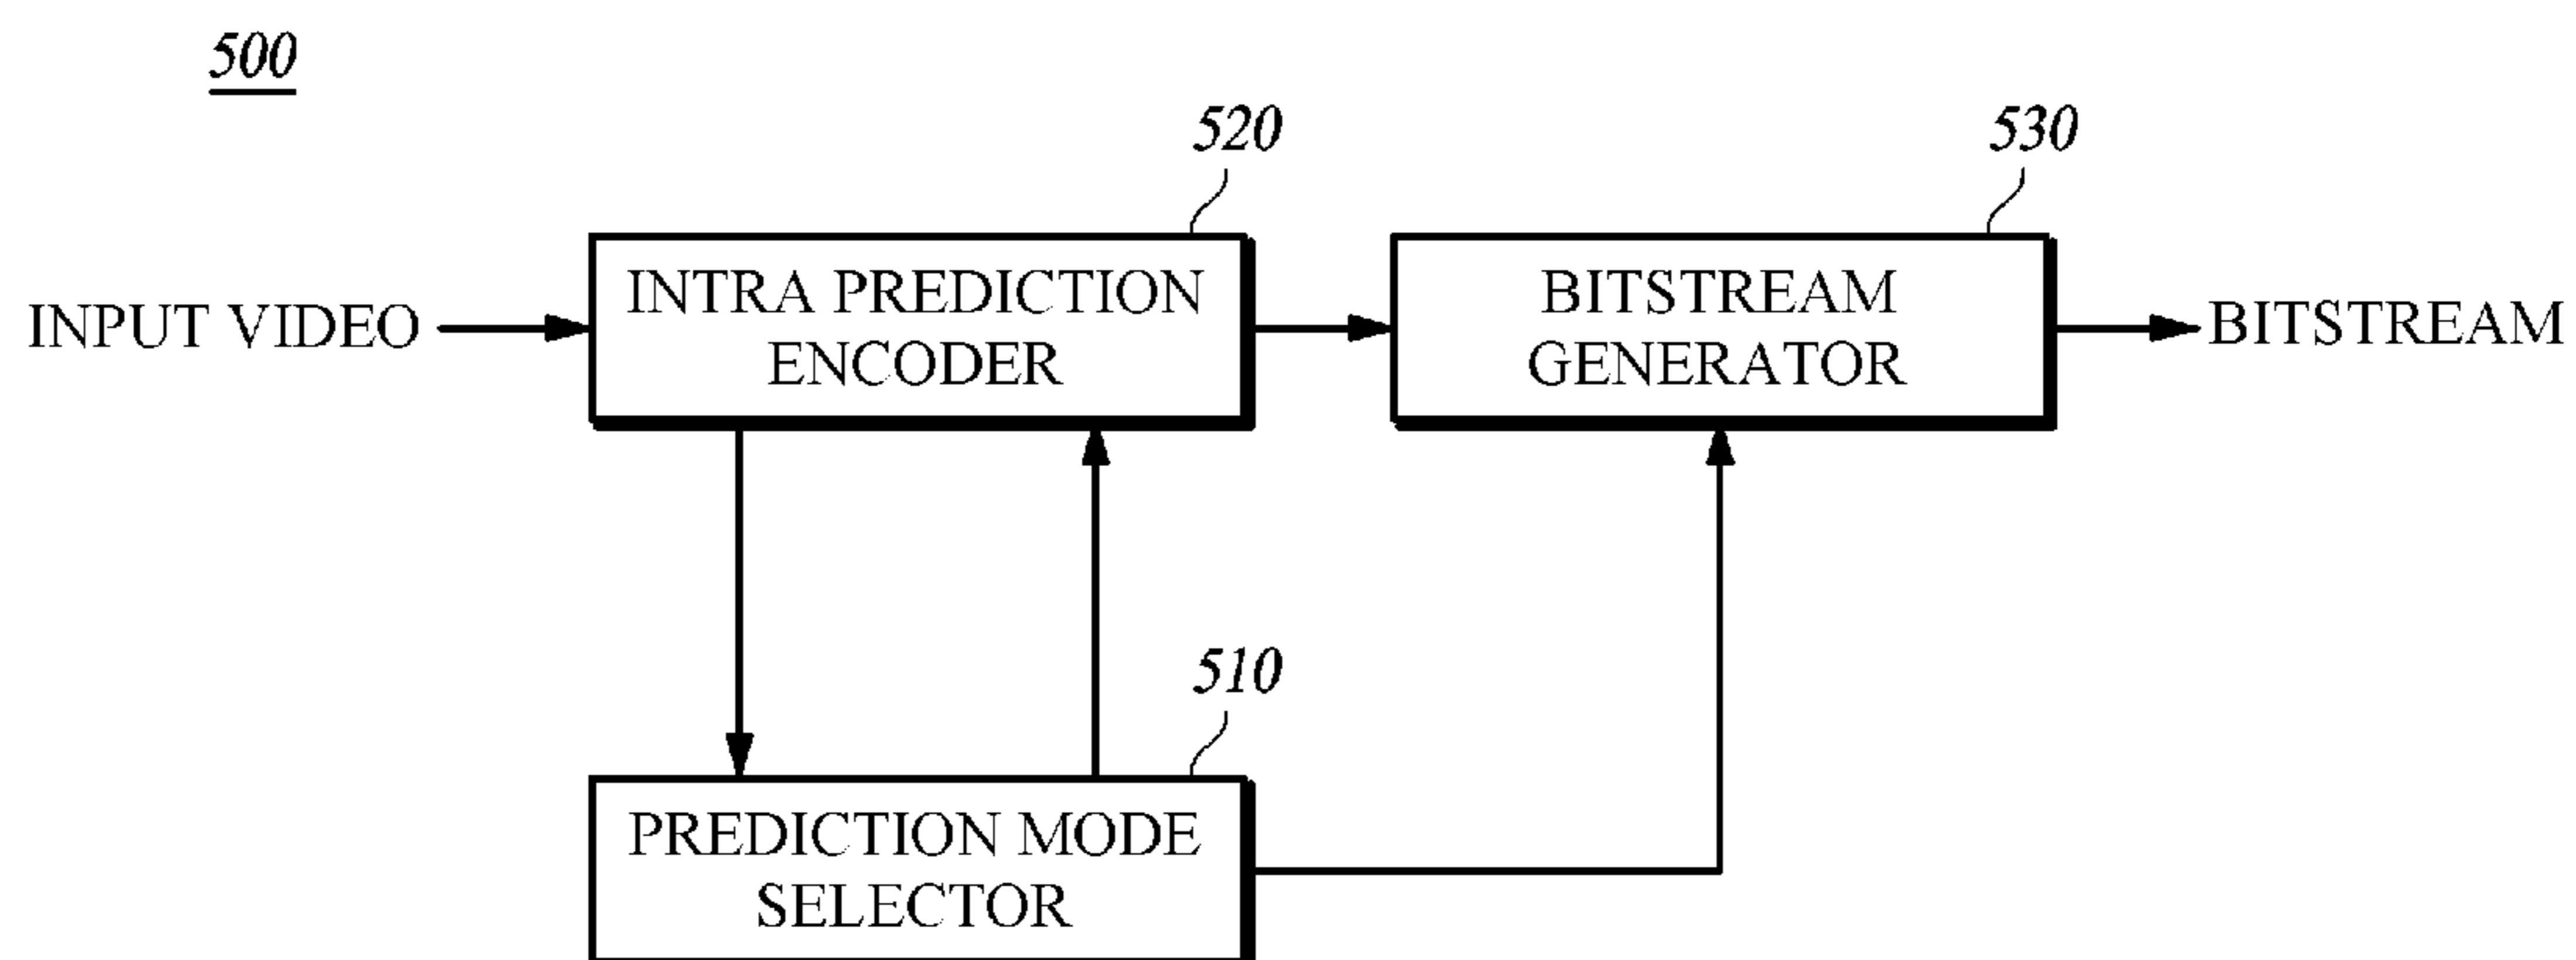 500
520
530
INPUT VIDEO
INTRA PREDICTION
ENCODER
BITSTREAM
GENERATOR
BITSTREAM
510
PREDICTION MODE
SELECTOR